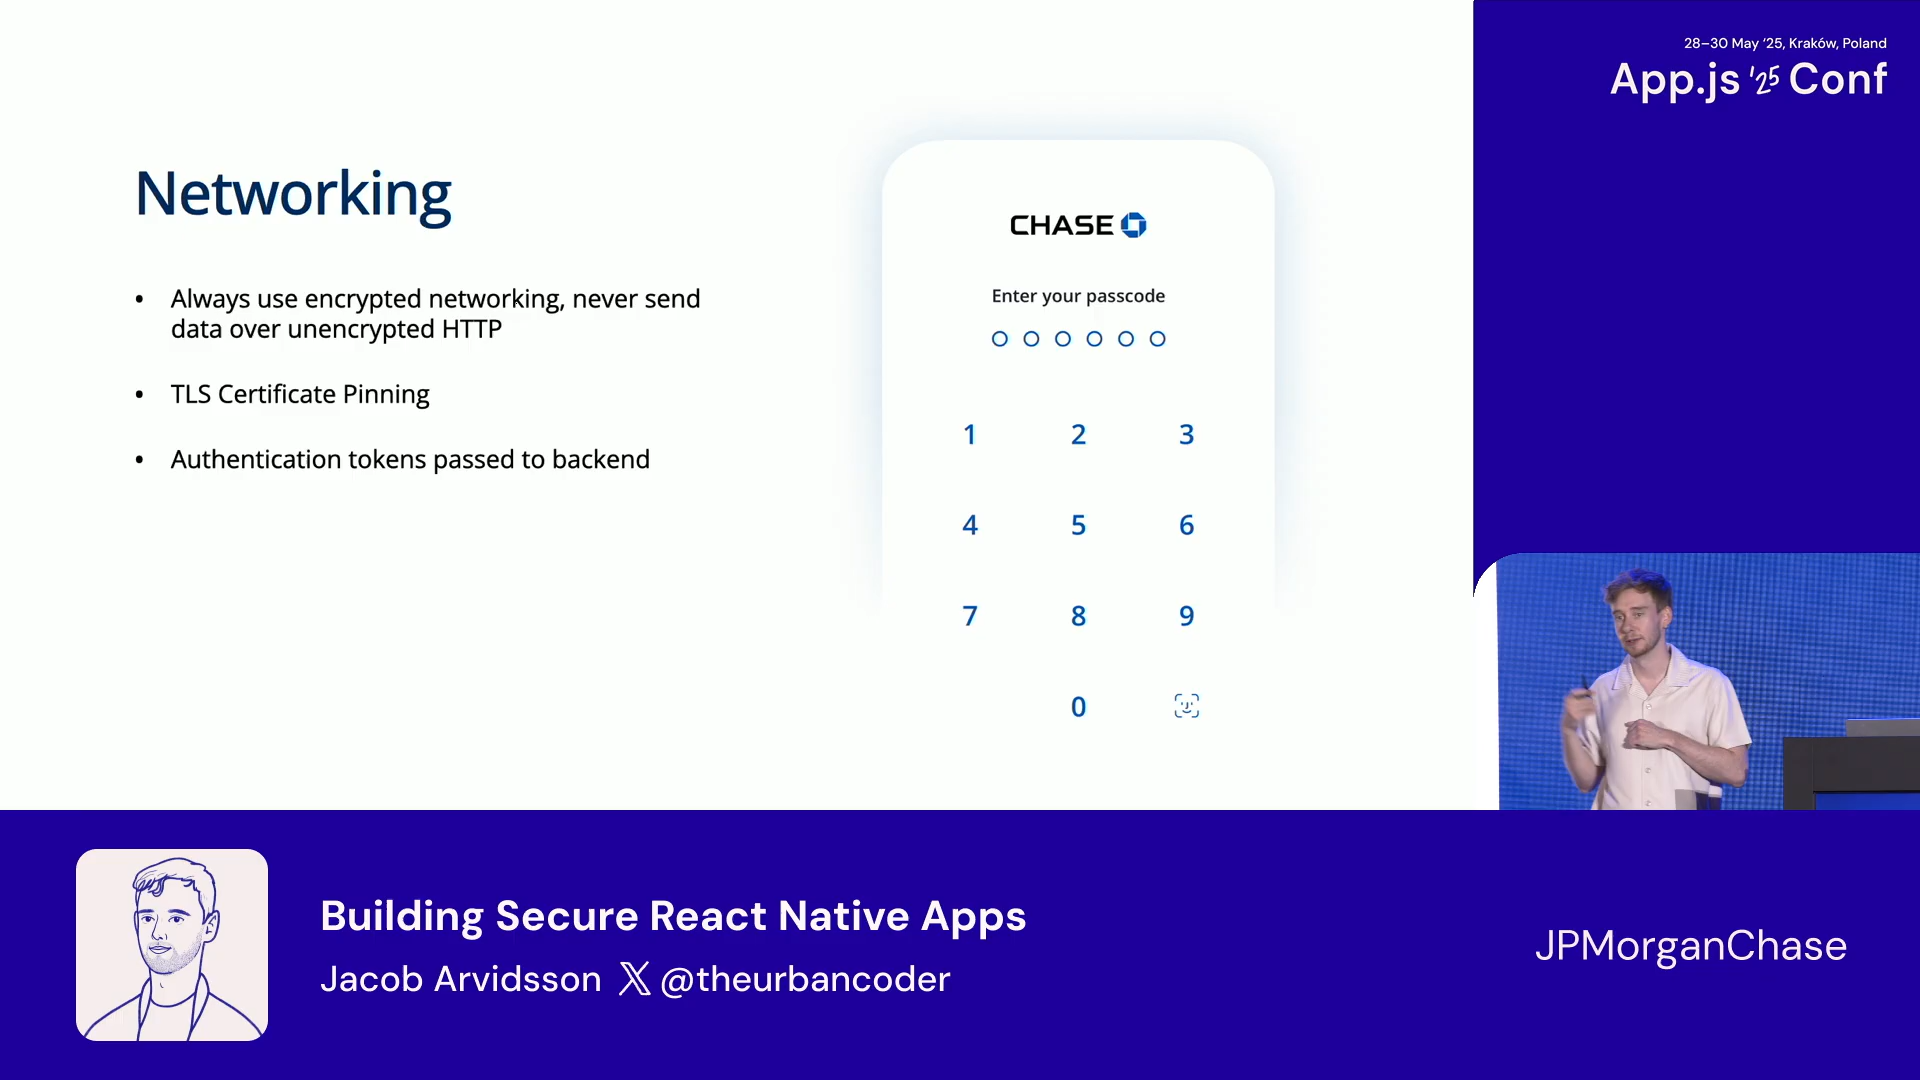 28–30 May '25, Kraków, Poland
App.js '25 Conf
Networking
• Always use encrypted networking, never send
data over unencrypted HTTP
• TLS Certificate Pinning
• Authentication tokens passed to backend
CHASE
Enter your passcode
1 2 3
4 5 6
7 8 9
0
Building Secure React Native Apps
Jacob Arvidsson 𝕏 @theurbancoder
JPMorganChase